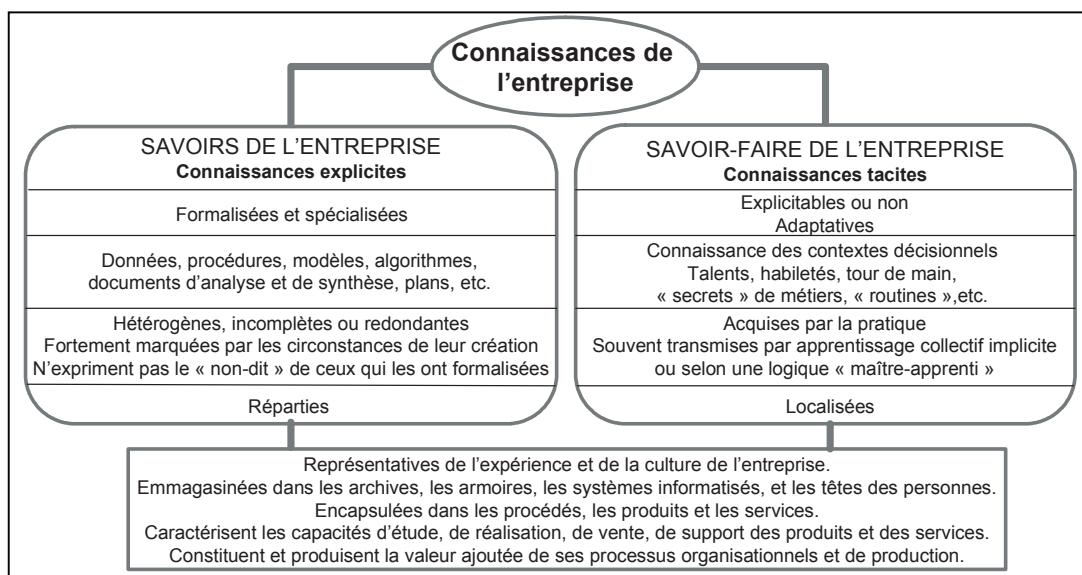 Connaissances de
l'entreprise
SAVOIRS DE L'ENTREPRISE
Connaissances explicites
Formalisées et spécialisées
Données, procédures, modèles, algorithmes,
documents d'analyse et de synthèse, plans, etc.
Hétérogènes, incomplètes ou redondantes
Fortement marquées par les circonstances de leur création
N'expriment pas le « non-dit » de ceux qui les ont formalisées
Réparties
SAVOIR-FAIRE DE L'ENTREPRISE
Connaissances tacites
Explicitables ou non
Adaptatives
Connaissance des contextes décisionnels
Talents, habiletés, tour de main,
« secrets » de métiers, « routines »,etc.
Acquises par la pratique
Souvent transmises par apprentissage collectif implicite
ou selon une logique « maître-apprenti »
Localisées
Représentatives de l'expérience et de la culture de l'entreprise.
Emmagasinées dans les archives, les armoires, les systèmes informatisés, et les têtes des personnes.
Encapsulées dans les procédés, les produits et les services.
Caractérisent les capacités d'étude, de réalisation, de vente, de support des produits et des services.
Constituent et produisent la valeur ajoutée de ses processus organisationnels et de production.